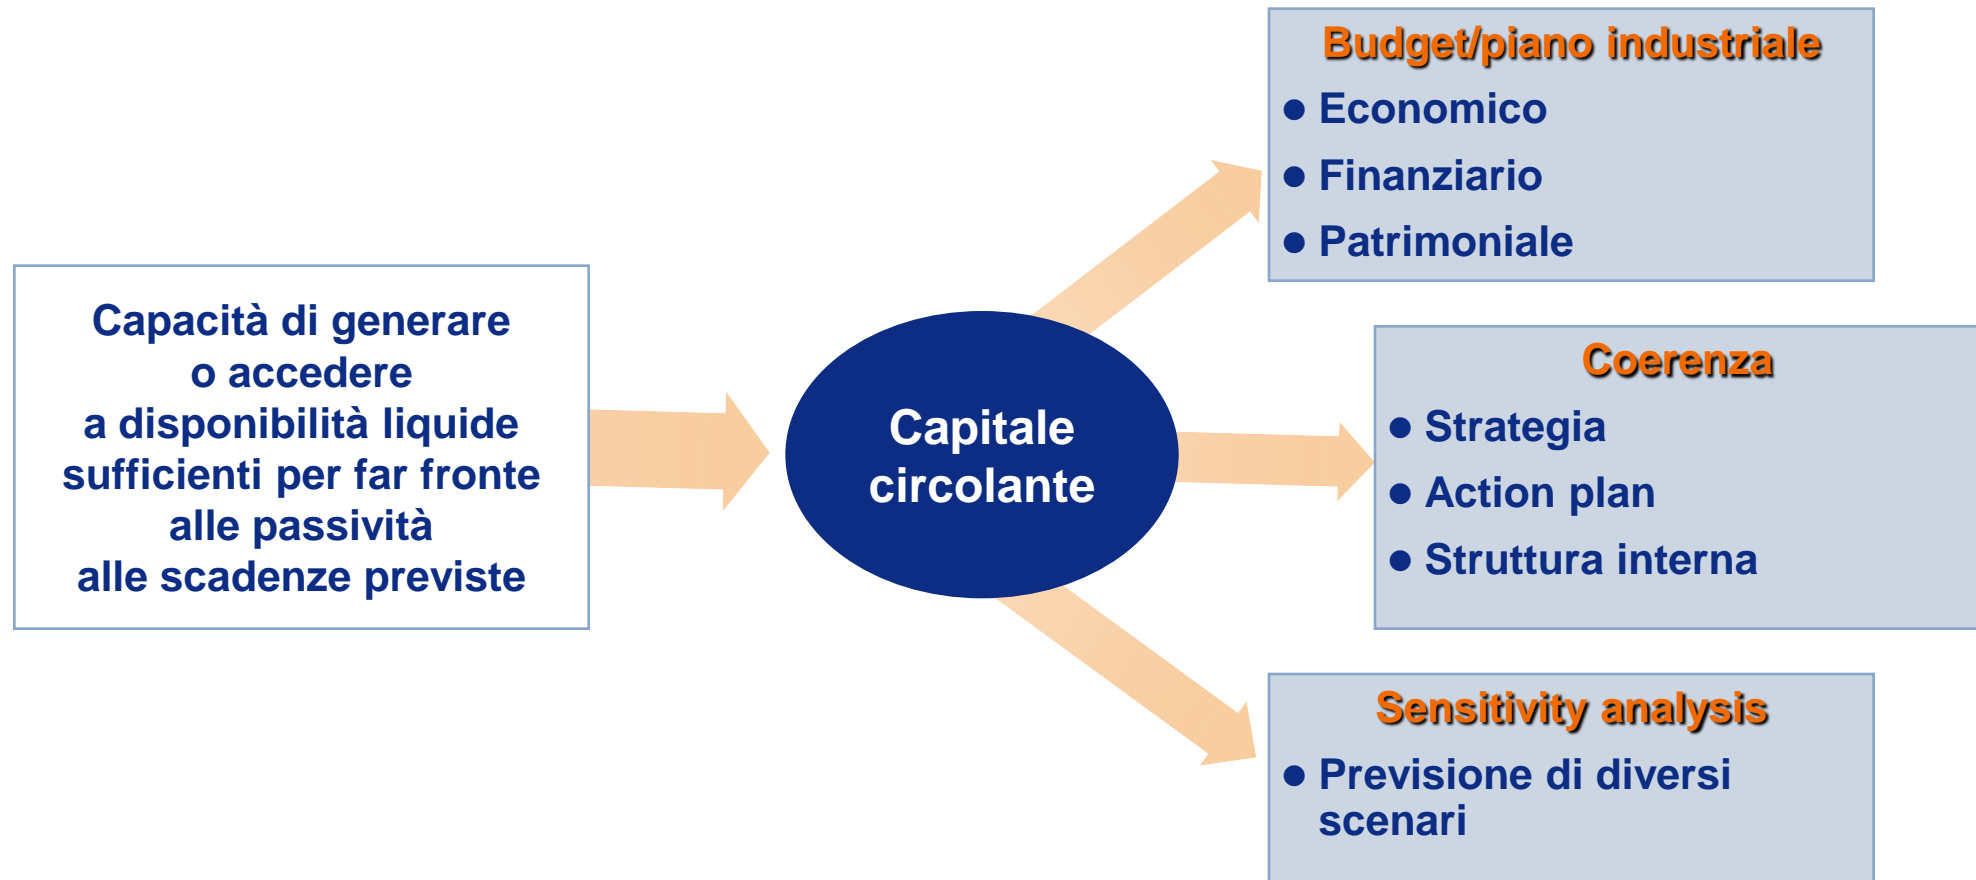 Capacità di generare
o accedere
a disponibilità liquide
sufficienti per far fronte
alle passività
alle scadenze previste
Capitale
circolante
Budget/piano industriale
● Economico
● Finanziario
● Patrimoniale
Coerenza
● Strategia
● Action plan
● Struttura interna
Sensitivity analysis
● Previsione di diversi
scenari